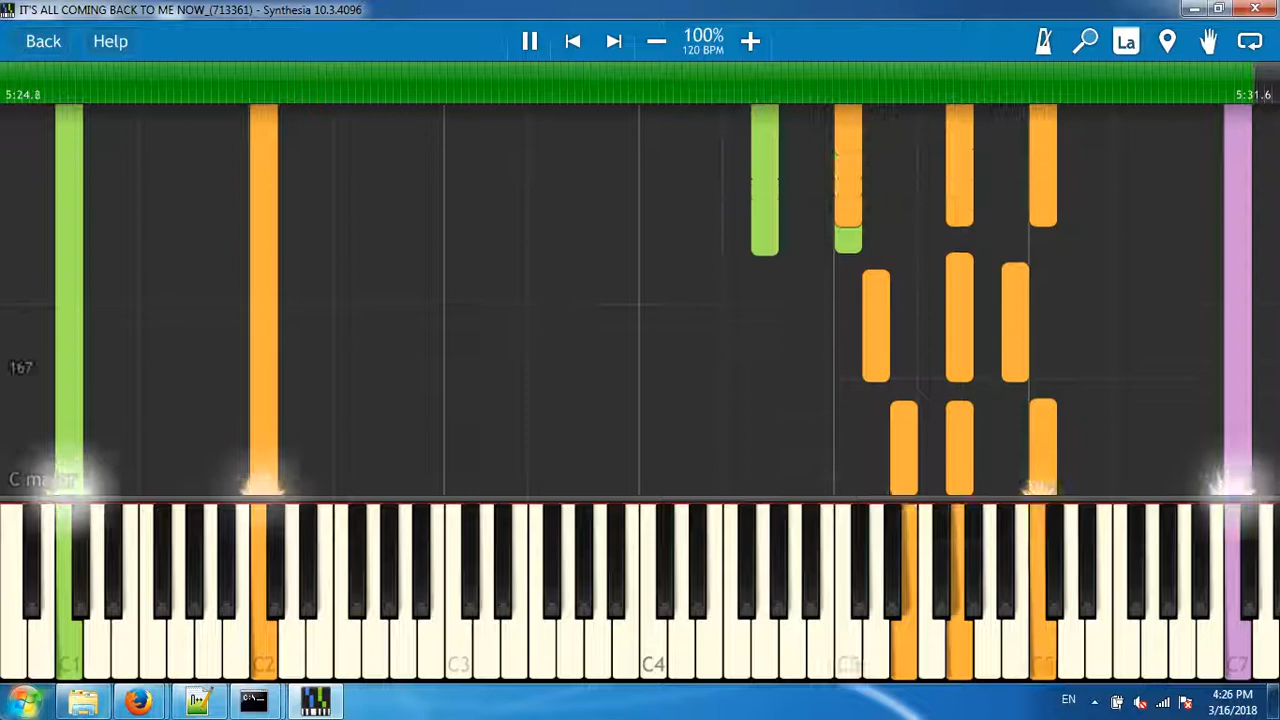 IT'S ALL COMING BACK TO ME NOW_(713361) - Synthesia 10.3.4096
Back Help 100% La
120 BPM
5:24.8 5:31.6
167
C major
C1 C2 C3 C4 C7
EN 4:26 PM
3/16/2018